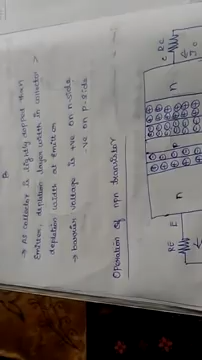 → As collector is lightly dopped than
emitter, depletion layer width in collector >
depletion width at emitter
→ barrier voltage is +ve on n-side
-ve on p-side
Operation of npn transistor
RE
E
n
n
C
RC